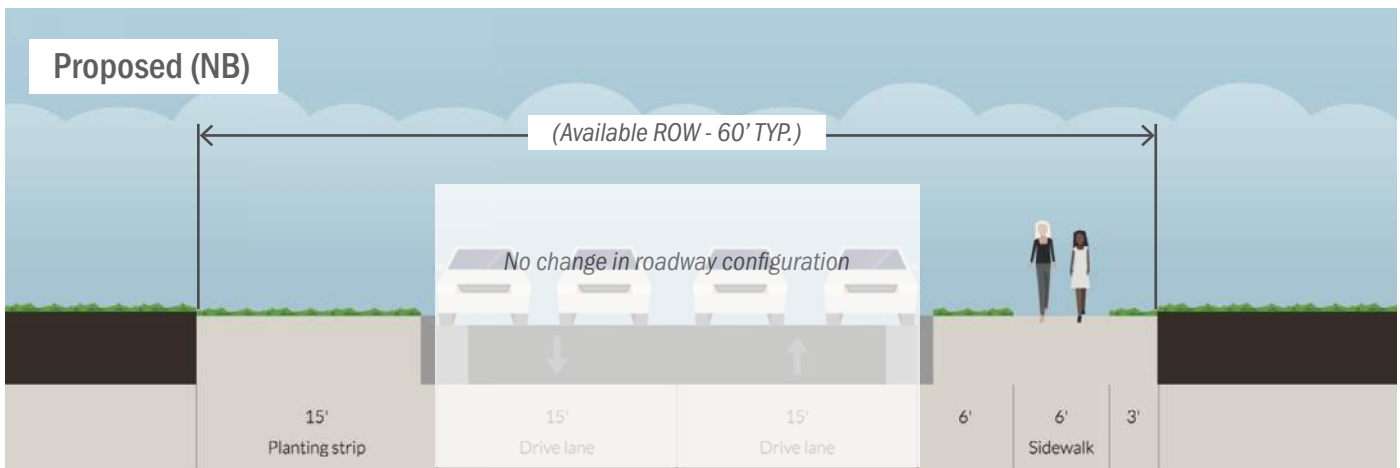 Proposed (NB)
(Available ROW - 60' TYP.)
No change in roadway configuration
15' 15' 15' 6' 6' 3'
Planting strip Drive lane Drive lane Sidewalk